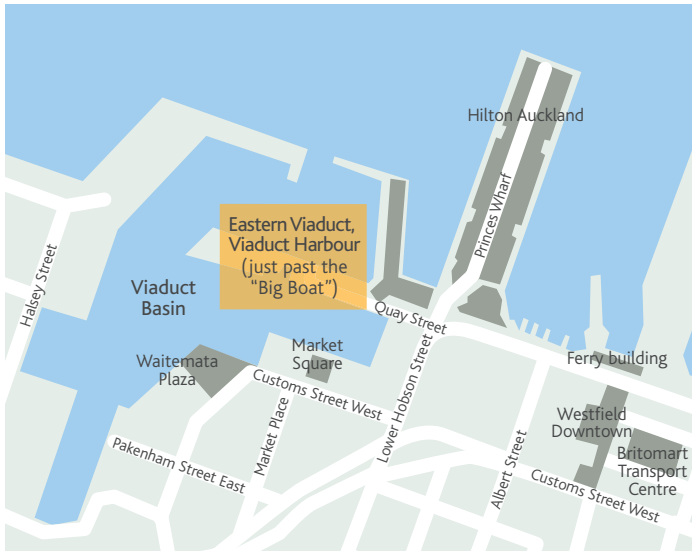 Hilton Auckland
Princes Wharf
Eastern Viaduct,
Viaduct Harbour
(just past the
“Big Boat”)
Halsey Street
Viaduct
Basin
Quay Street
Market
Square
Waitemata
Plaza
Ferry building
Customs Street West
Lower Hobson Street
Market Place
Westfield
Downtown
Pakenham Street East
Albert Street
Britomart
Transport
Centre
Customs Street West